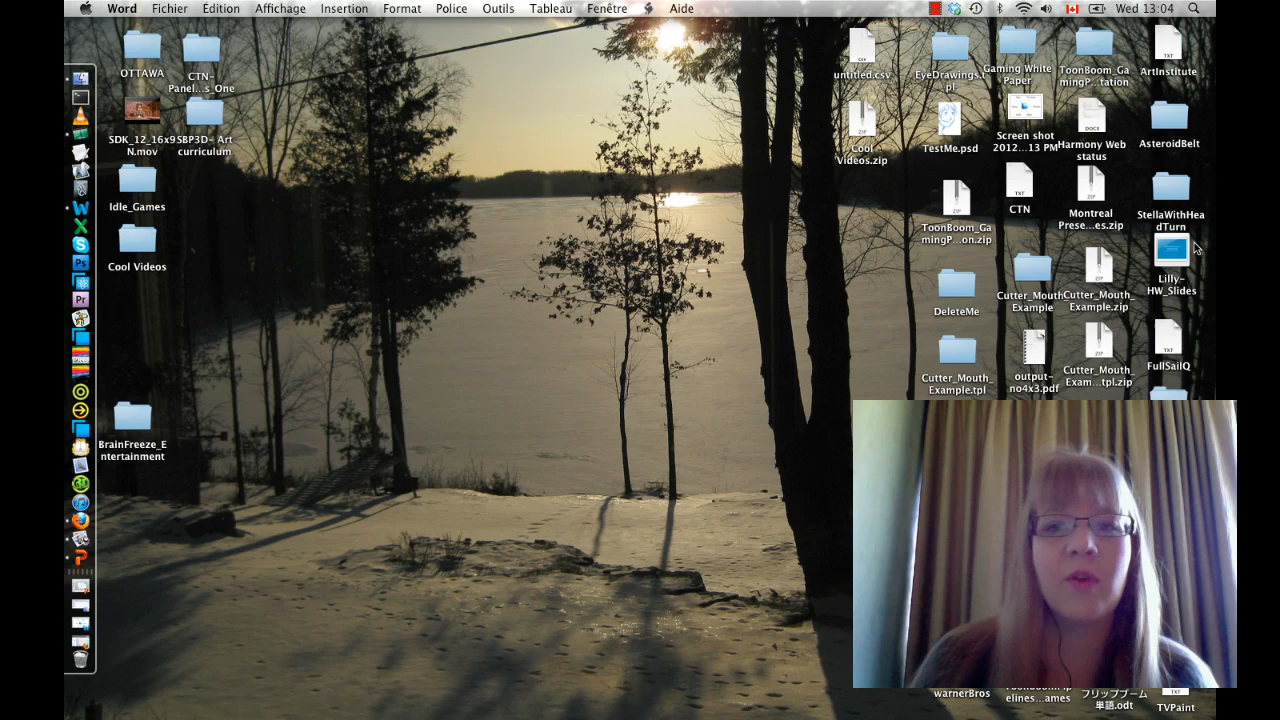 Word Fichier Édition Affichage Insertion Format Police Outils Tableau Fenêtre Aide Wed 13:04
OTTAWA
CTN-
Panel...s_One
SDK_12_16x9
N.mov
SBP3D- Art
curriculum
Idle_Games
Cool Videos
BrainFreeze_E
ntertainment
untitled.csv
EyeDrawings.t
pl
Gaming White
Paper
ToonBoom_Ga
...tation
ArtInstitute
Cool
Videos.zip
TestMe.psd
Screen shot
2012...13 PM
Harmony Web
status
AsteroidBelt
ToonBoom_Ga
mingP...on.zip
CTN
Montreal
Prese...es.zip
StellaWithHea
dTurn
DeleteMe
Cutter_Mouth_
Example
Cutter_Mouth_
Example.zip
Lilly-
HW_Slides
Cutter_Mouth_
Example.tpl
output-
no4x3.pdf
Cutter_Mouth_
Exam...tpl.zip
FullSailQ
warnerBros
elines...ames
フリップブーム
単語.odt
TVPaint